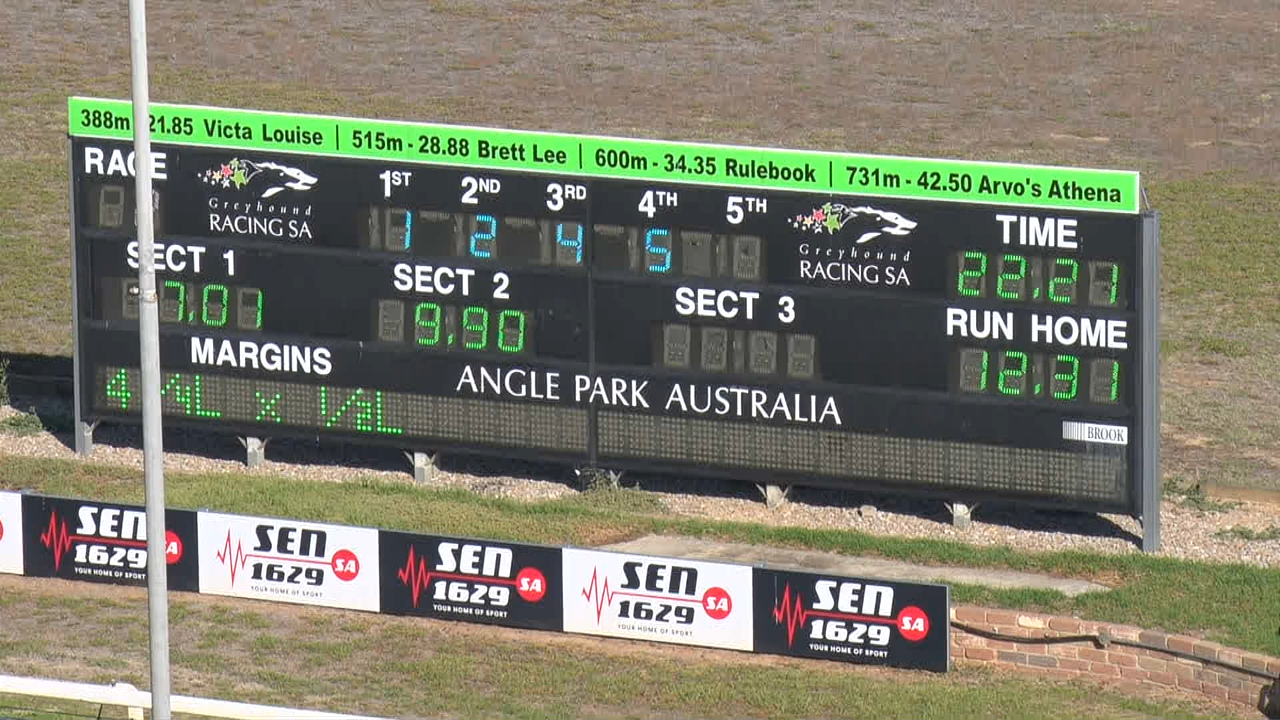 388m 21.85 Victa Louise | 515m - 28.88 Brett Lee | 600m - 34.35 Rulebook | 731m - 42.50 Arvo's Athena
RACE
Greyhound
RACING SA
1ST 2ND 3RD 4TH 5TH
1 2 4 5
Greyhound
RACING SA
TIME
22.21
SECT 1
7.01
SECT 2
9.90
SECT 3
RUN HOME
12.31
MARGINS
4 1/4L x 1/2L
ANGLE PARK AUSTRALIA
BROOK
SEN
1629 SA
YOUR HOME OF SPORT
SEN
1629 SA
YOUR HOME OF SPORT
SEN
1629 SA
YOUR HOME OF SPORT
SEN
1629 SA
YOUR HOME OF SPORT
SEN
1629 SA
YOUR HOME OF SPORT